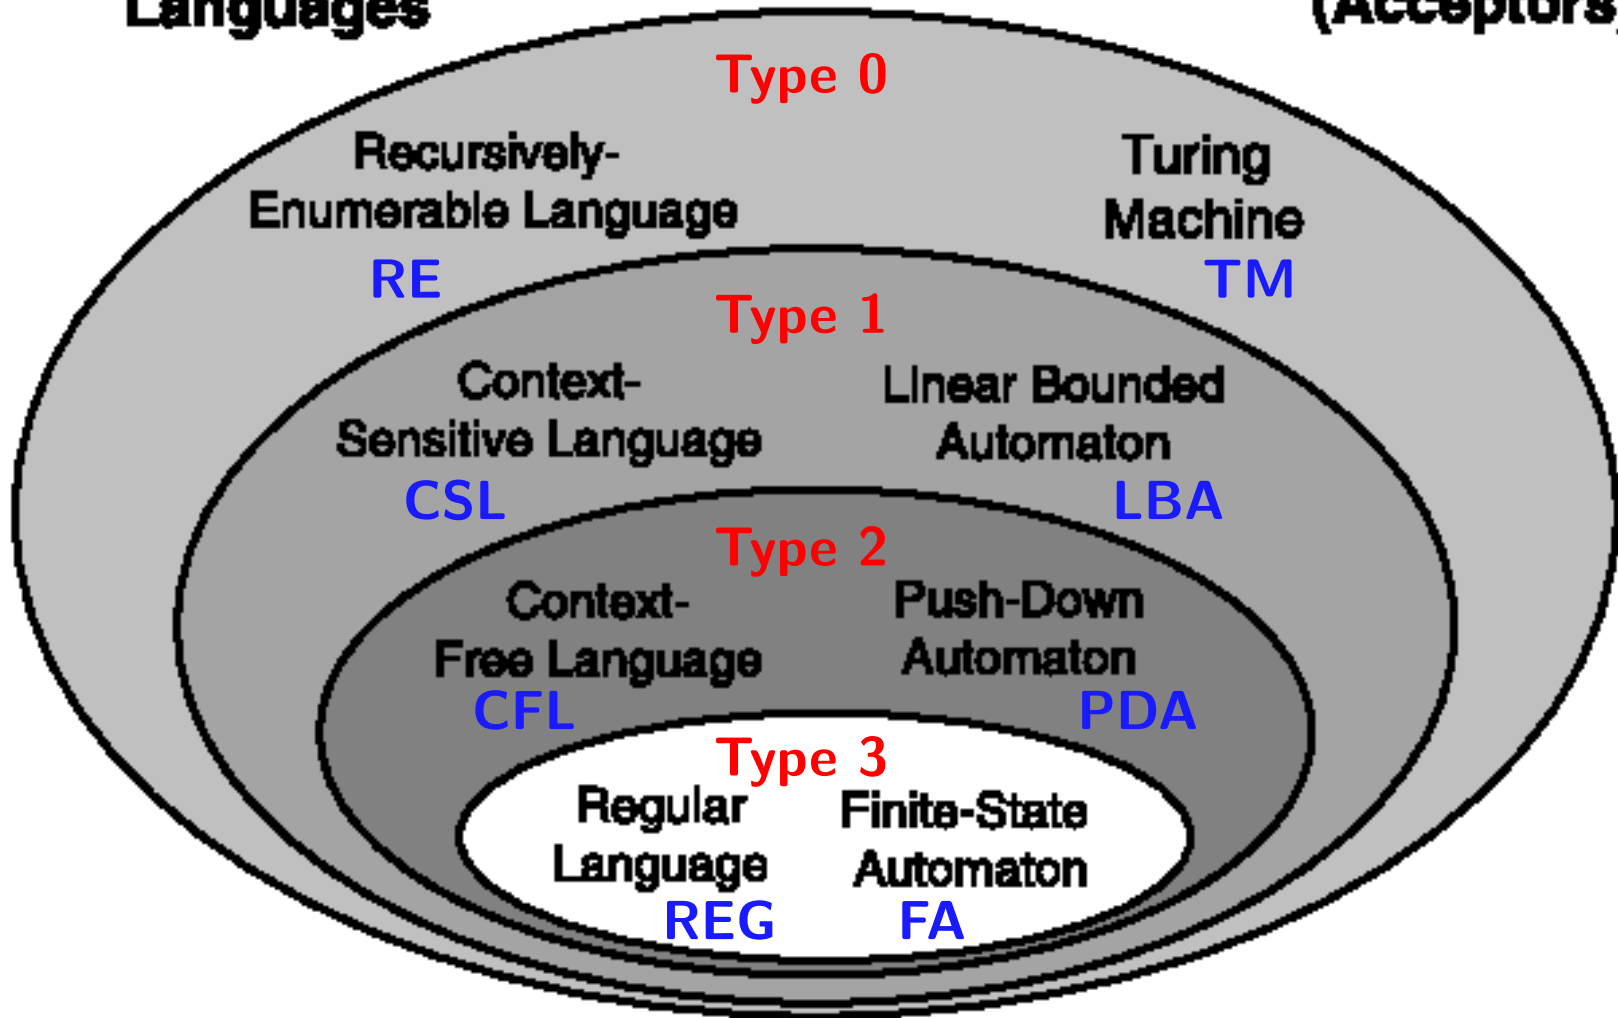 Languages
(Acceptors)
Type 0
Recursively-
Enumerable Language
RE
Turing
Machine
TM
Type 1
Context-
Sensitive Language
CSL
Linear Bounded
Automaton
LBA
Type 2
Context-
Free Language
CFL
Push-Down
Automaton
PDA
Type 3
Regular
Language
REG
Finite-State
Automaton
FA